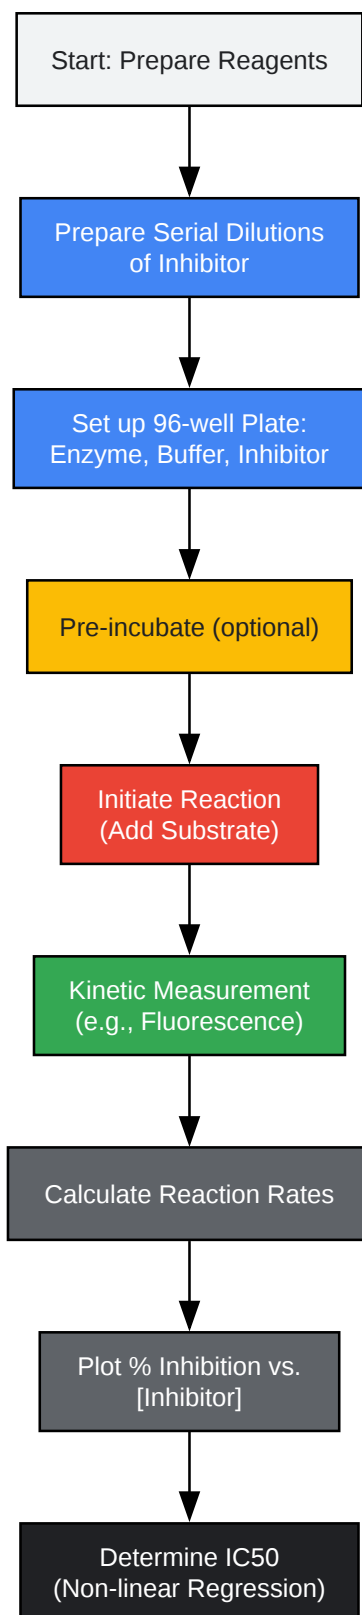 Start: Prepare Reagents
Prepare Serial Dilutions
of Inhibitor
Set up 96-well Plate:
Enzyme, Buffer, Inhibitor
Pre-incubate (optional)
Initiate Reaction
(Add Substrate)
Kinetic Measurement
(e.g., Fluorescence)
Calculate Reaction Rates
Plot % Inhibition vs.
[Inhibitor]
Determine IC50
(Non-linear Regression)